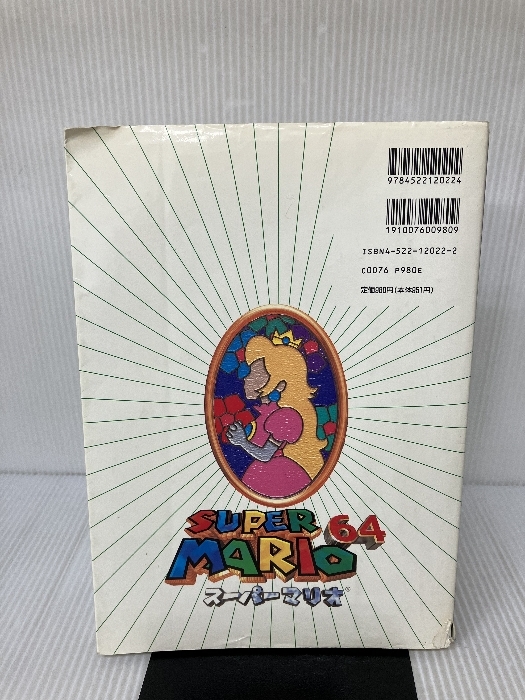 9784522120224
1910076009809
ISBN4-522-12022-2
C0076 P980E
定価980円(本体951円)
SUPER
MARIO 64
スーパーマリオ